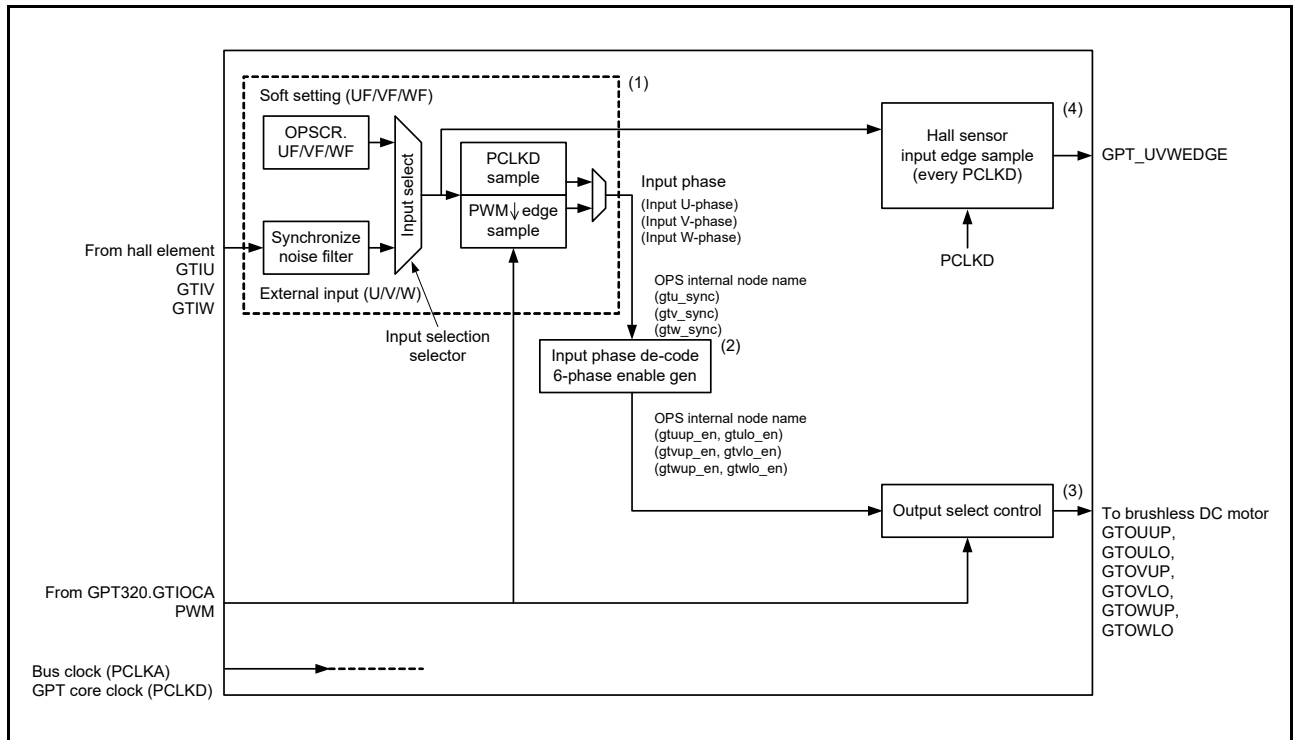 (1)
Soft setting (UF/VF/WF)
OPSCR.
UF/VF/WF
Input select
Synchronize
noise filter
External input (U/V/W)
PCLKD
sample
PWM↓edge
sample
Input phase
(Input U-phase)
(Input V-phase)
(Input W-phase)
(4)
Hall sensor
input edge sample
(every PCLKD)
GPT_UVWEDGE
PCLKD
From hall element
GTIU
GTIV
GTIW
Input selection
selector
OPS internal node name
(gtu_sync)
(gtv_sync)
(gtw_sync)
(2)
Input phase de-code
6-phase enable gen
OPS internal node name
(gtuup_en, gtulo_en)
(gtvup_en, gtvlo_en)
(gtwup_en, gtwlo_en)
(3)
Output select control
To brushless DC motor
GTOUUP,
GTOULO,
GTOVUP,
GTOVLO,
GTOWUP,
GTOWLO
From GPT320.GTIOCA
PWM
Bus clock (PCLKA)
GPT core clock (PCLKD)